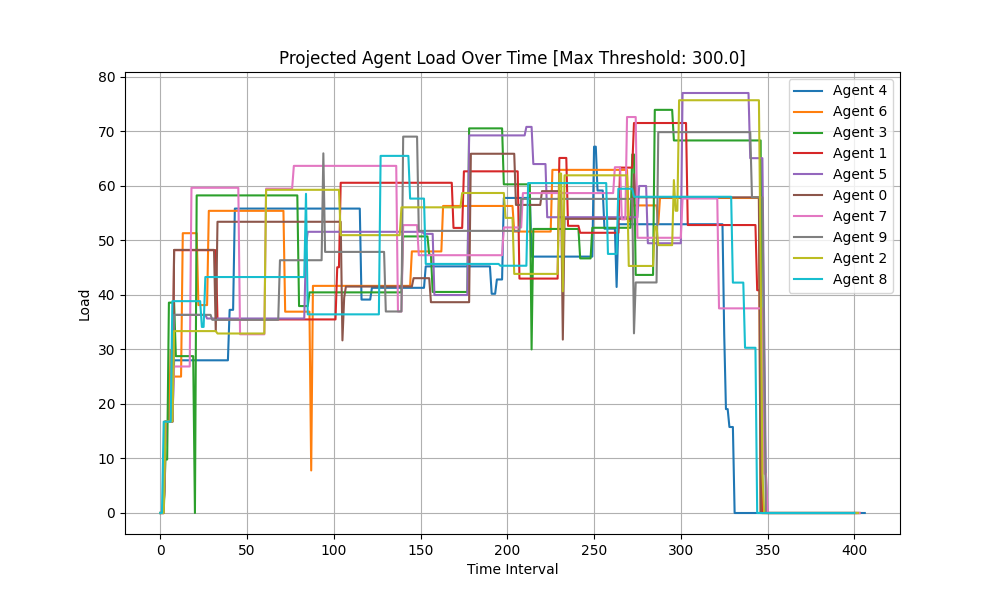 Projected Agent Load Over Time [Max Threshold: 300.0]
Load
80
70
60
50
40
30
20
10
0
0 50 100 150 200 250 300 350 400
Time Interval
Agent 4
Agent 6
Agent 3
Agent 1
Agent 5
Agent 0
Agent 7
Agent 9
Agent 2
Agent 8